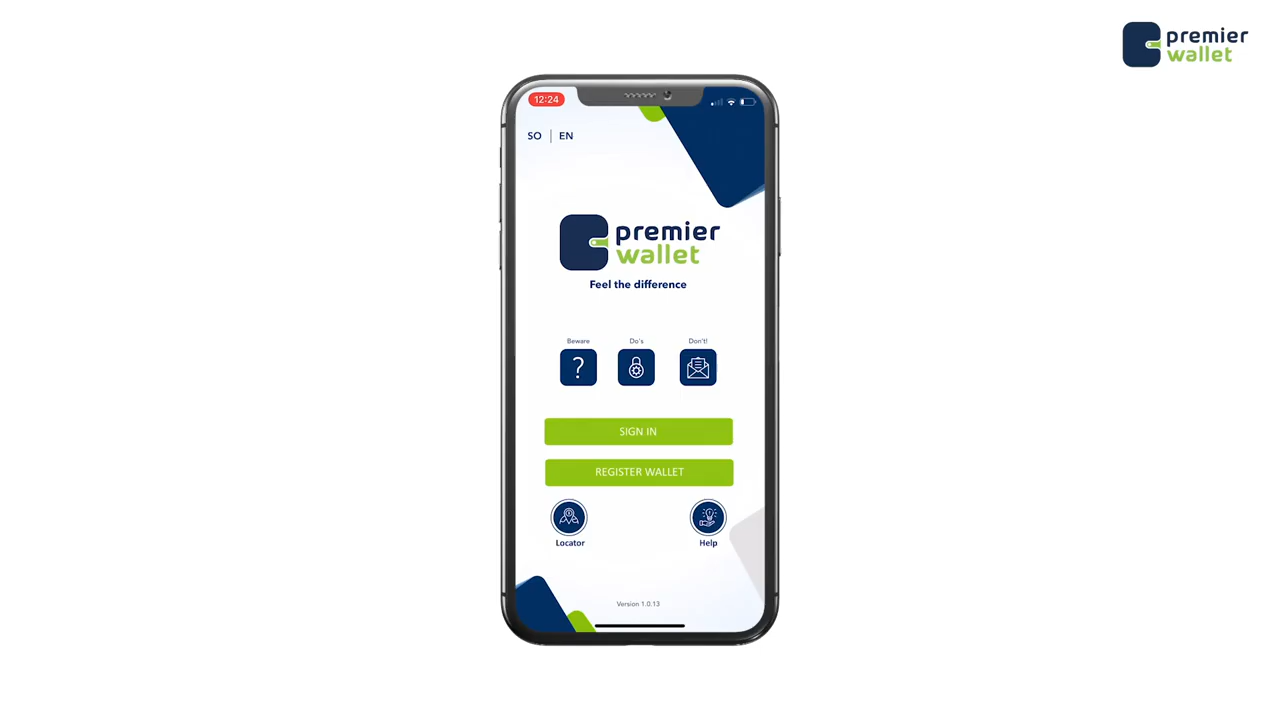 premier
wallet
12:24
SO | EN
premier
wallet
Feel the difference
Beware Do's Don't!
?
SIGN IN
REGISTER WALLET
Locator Help
Version 1.0.13